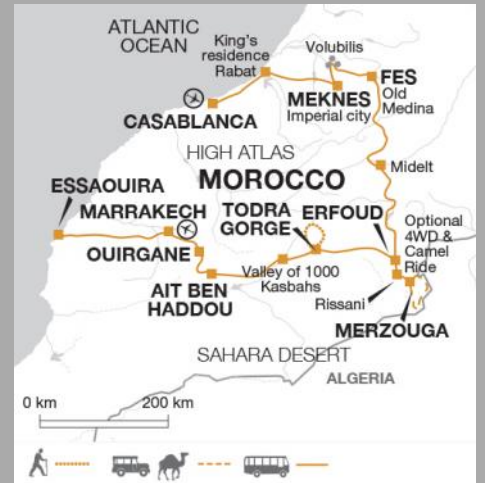 ATLANTIC
OCEAN
King's
residence
Rabat
Volubilis
FES
Old
Medina
MEKNES
Imperial city
CASABLANCA
HIGH ATLAS
Midelt
MOROCCO
ESSAOUIRA
MARRAKECH
TODRA
GORGE
ERFOUD
Optional
4WD &
Camel
Ride
OUIRGANE
Valley of 1000
Kasbahs
AIT BEN
HADDOU
Rissani
MERZOUGA
SAHARA DESERT
ALGERIA
0 km
200 km